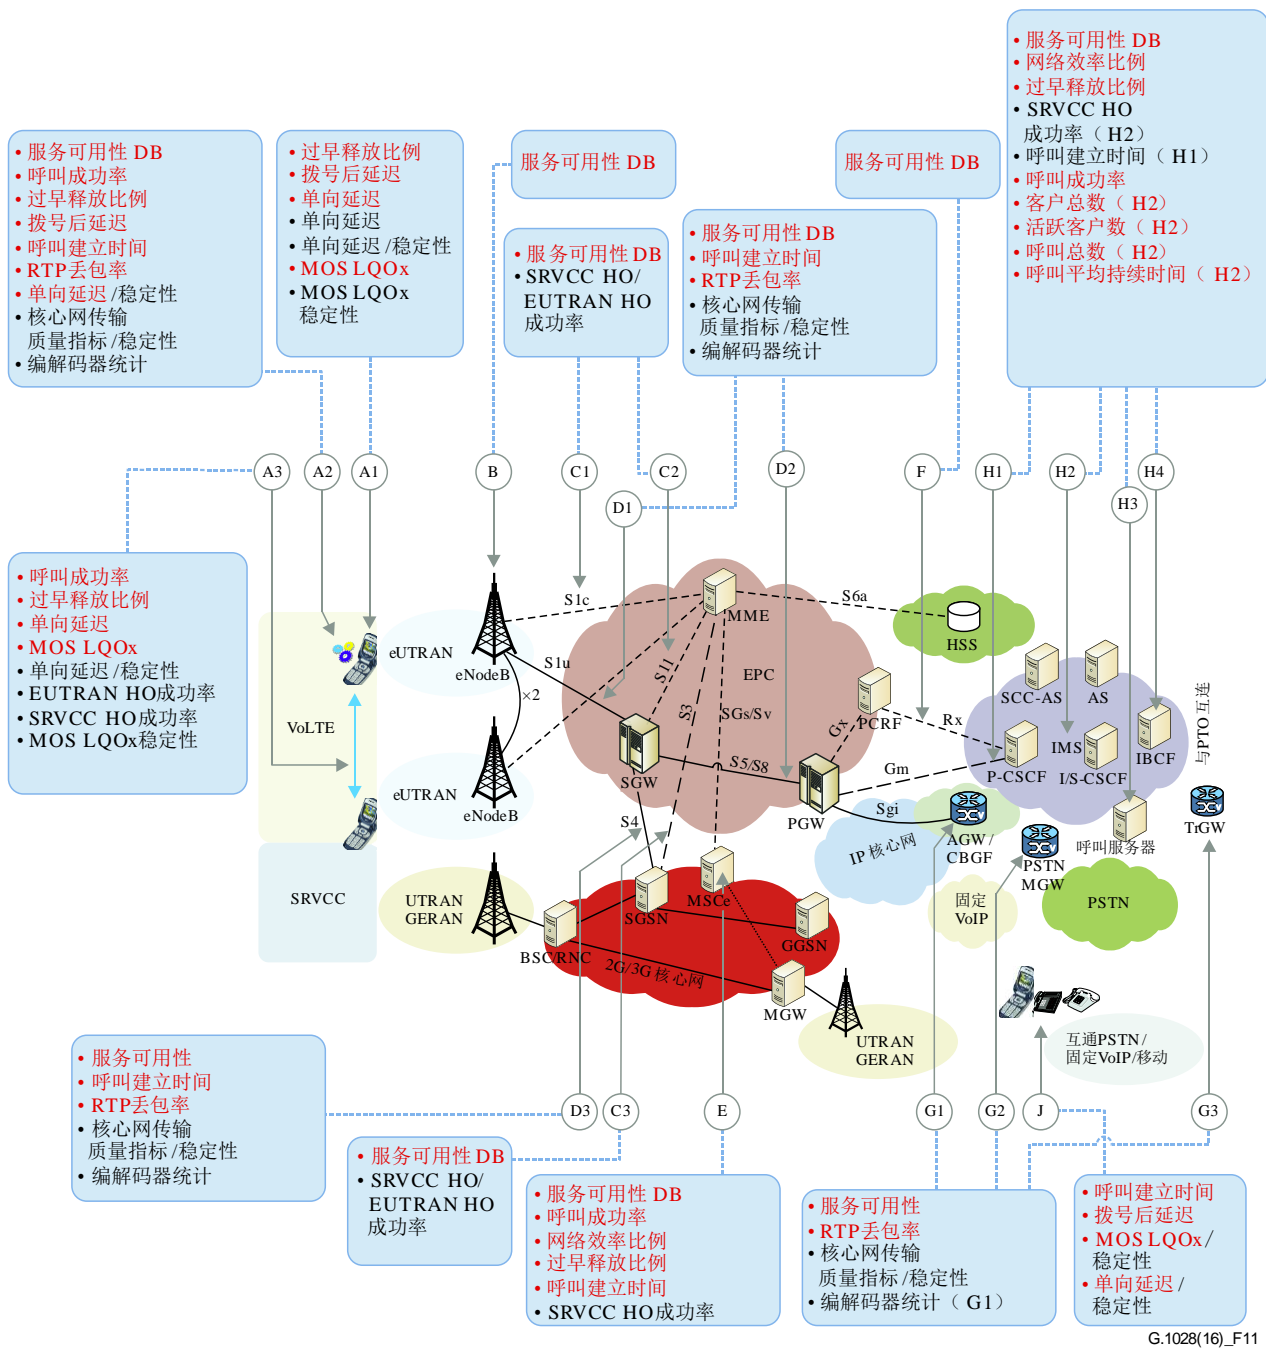 • 服务可用性 DB
• 网络效率比例
• 过早释放比例
• SRVCC HO
成功率（H2）
• 呼叫建立时间（H1）
• 呼叫成功率
• 客户总数（H2）
• 活跃客户数（H2）
• 呼叫总数（H2）
• 呼叫平均持续时间（H2）
• 服务可用性 DB
• 呼叫成功率
• 过早释放比例
• 拨号后延迟
• 呼叫建立时间
• RTP丢包率
• 单向延迟/稳定性
• 核心网传输
质量指标/稳定性
• 编解码器统计
• 过早释放比例
• 拨号后延迟
• 单向延迟
• 单向延迟
• 单向延迟/稳定性
• MOS LQOx
• MOS LQOx
稳定性
服务可用性 DB
• 服务可用性 DB
• SRVCC HO/
EUTRAN HO
成功率
• 服务可用性 DB
• 呼叫建立时间
• RTP丢包率
• 核心网传输
质量指标/稳定性
• 编解码器统计
服务可用性 DB
A3
A2
A1
B
C1
C2
D2
F
H1
H2
H4
D1
H3
• 呼叫成功率
• 过早释放比例
• 单向延迟
• MOS LQOx
• 单向延迟/稳定性
• EUTRAN HO成功率
• SRVCC HO成功率
• MOS LQOx稳定性
VoLTE
SRVCC
eUTRAN
eNodeB
×2
eUTRAN
eNodeB
UTRAN
GERAN
S1c
S1u
S11
S3
SGs/Sv
MME
EPC
S6a
HSS
PCRF
Gx
Rx
Gm
S5/S8
SGW
PGW
Sgi
S4
SCC-AS
AS
IMS
P-CSCF
I/S-CSCF
IBCF
与PTO互连
TrGW
IP核心网
AGW/
CBGF
呼叫服务器
PSTN
MGW
固定
VoIP
PSTN
SGSN
MSCe
GGSN
BSC/RNC
2G/3G核心网
MGW
UTRAN
GERAN
互通PSTN/
固定VoIP/移动
D3
C3
E
G1
G2
J
G3
• 服务可用性
• 呼叫建立时间
• RTP丢包率
• 核心网传输
质量指标/稳定性
• 编解码器统计
• 服务可用性 DB
• SRVCC HO/
EUTRAN HO
成功率
• 服务可用性 DB
• 呼叫成功率
• 网络效率比例
• 过早释放比例
• 呼叫建立时间
• SRVCC HO成功率
• 服务可用性
• RTP丢包率
• 核心网传输
质量指标/稳定性
• 编解码器统计（G1）
• 呼叫建立时间
• 拨号后延迟
• MOS LQOx/
稳定性
• 单向延迟/
稳定性
G.1028(16)_F11